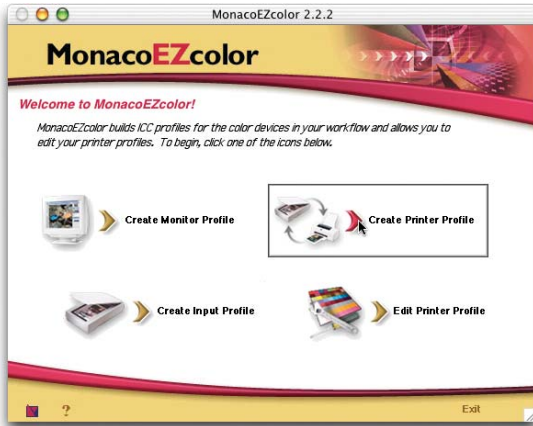 MonacoEZcolor 2.2.2
MonacoEZcolor
Welcome to MonacoEZcolor!
MonacoEZcolor builds ICC profiles for the color devices in your workflow and allows you to
edit your printer profiles. To begin, click one of the icons below.
Create Monitor Profile
Create Printer Profile
Create Input Profile
Edit Printer Profile
?
Exit